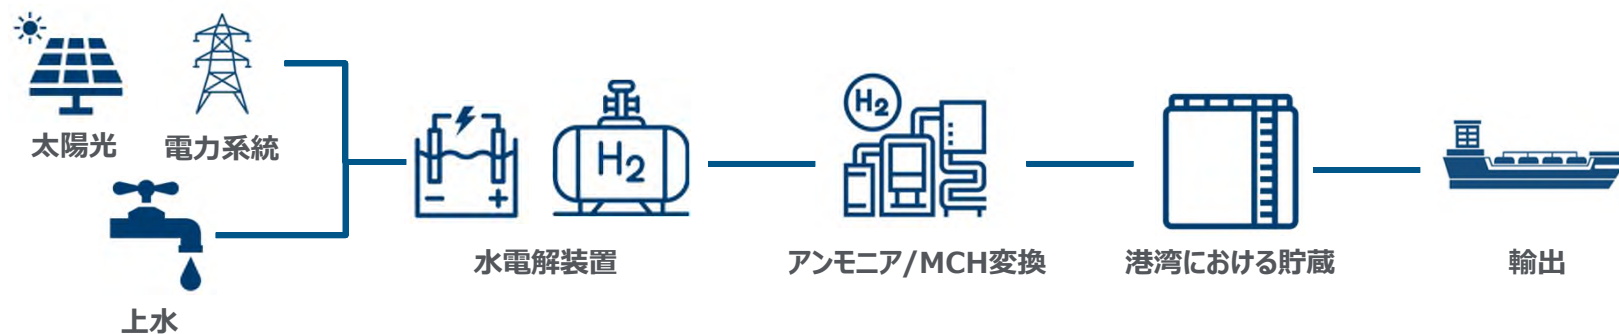 太陽光
電力系統
上水
H2
水電解装置
H2
アンモニア/MCH変換
港湾における貯蔵
輸出